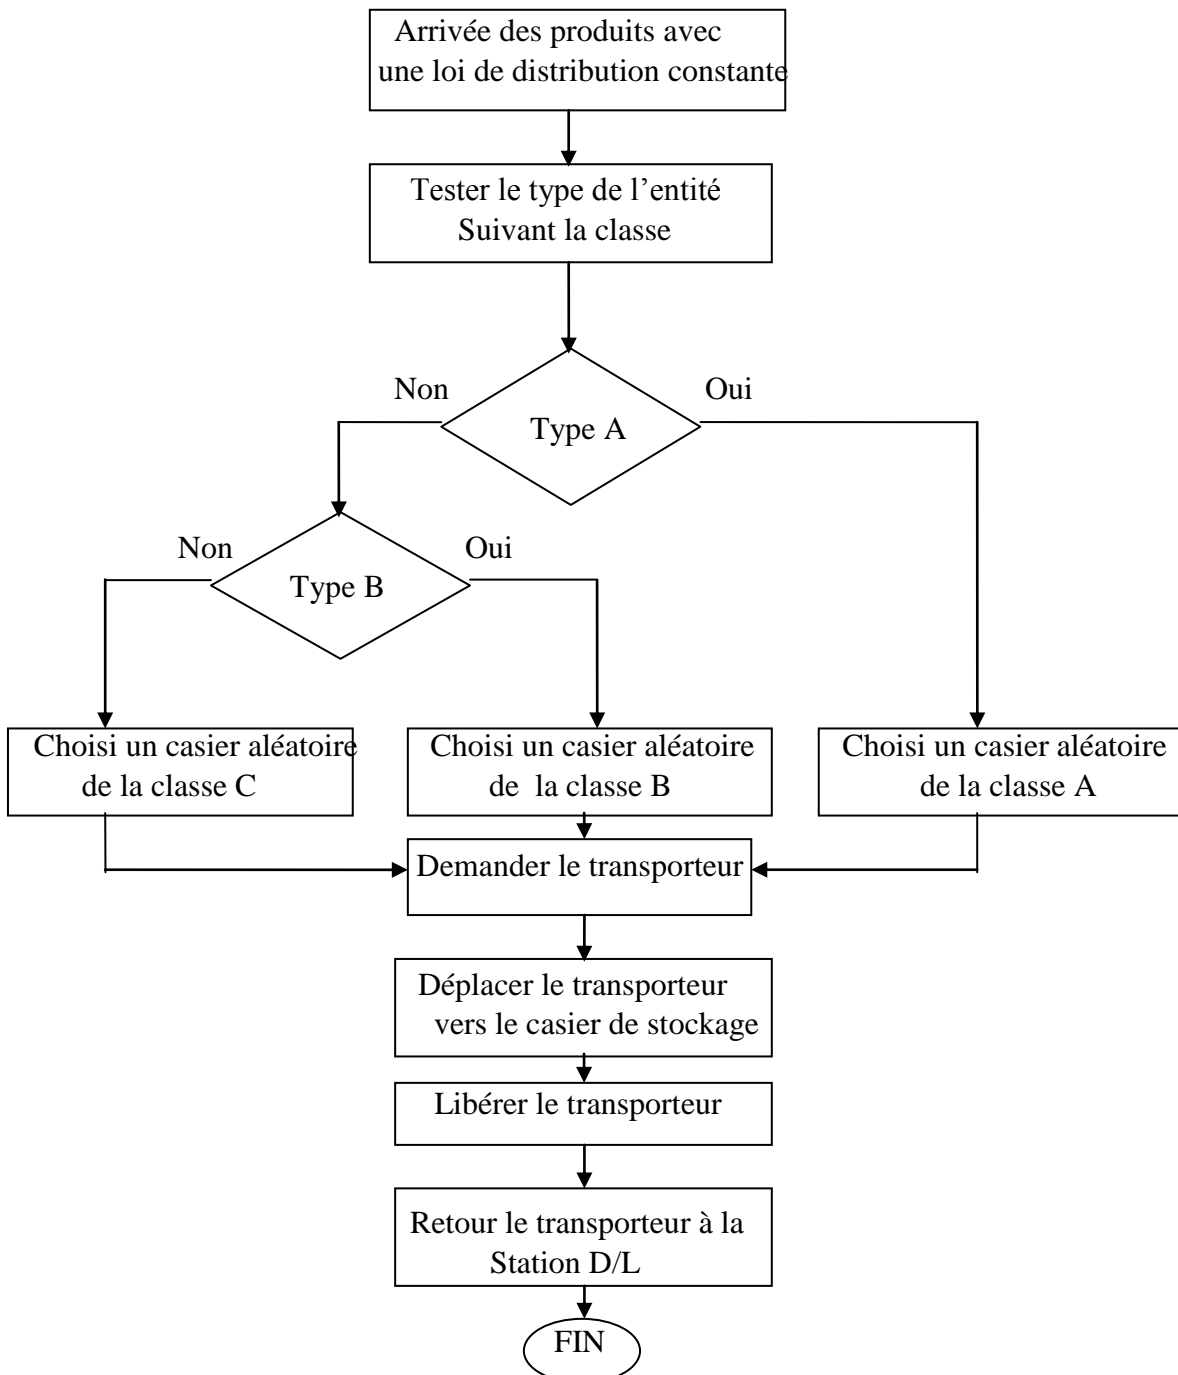 Arrivée des produits avec
une loi de distribution constante
Tester le type de l’entité
Suivant la classe
Non
Oui
Type A
Non
Oui
Type B
Choisi un casier aléatoire
de la classe C
Choisi un casier aléatoire
de la classe B
Choisi un casier aléatoire
de la classe A
Demander le transporteur
Déplacer le transporteur
vers le casier de stockage
Libérer le transporteur
Retour le transporteur à la
Station D/L
FIN